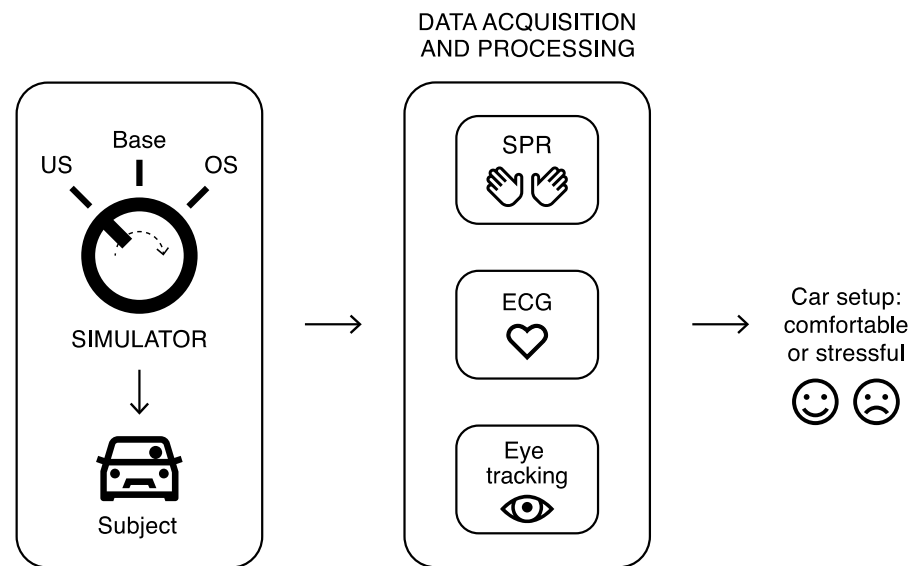 DATA ACQUISITION
AND PROCESSING
Base
US
OS
SIMULATOR
Subject
SPR
ECG
Eye
tracking
Car setup:
comfortable
or stressful